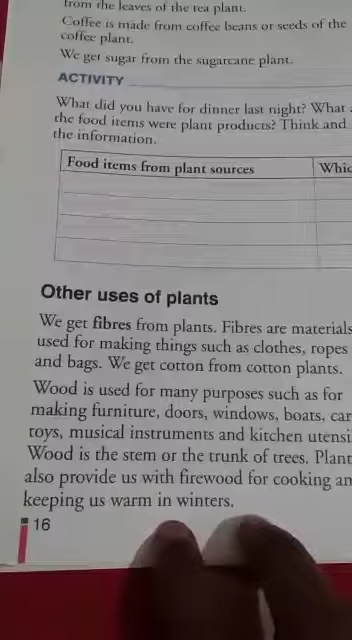 from the leaves of the tea plant.
Coffee is made from coffee beans or seeds of the
coffee plant.
We get sugar from the sugarcane plant.
ACTIVITY
What did you have for dinner last night? What
the food items were plant products? Think and
the information.
Food items from plant sources
Other uses of plants
We get fibres from plants. Fibres are materials
used for making things such as clothes, ropes
and bags. We get cotton from cotton plants.
Wood is used for many purposes such as for
making furniture, doors, windows, boats,
toys, musical instruments and kitchen
Wood is the stem or the trunk of trees.
also provide us with firewood for cooking
keeping us warm in winters.
16